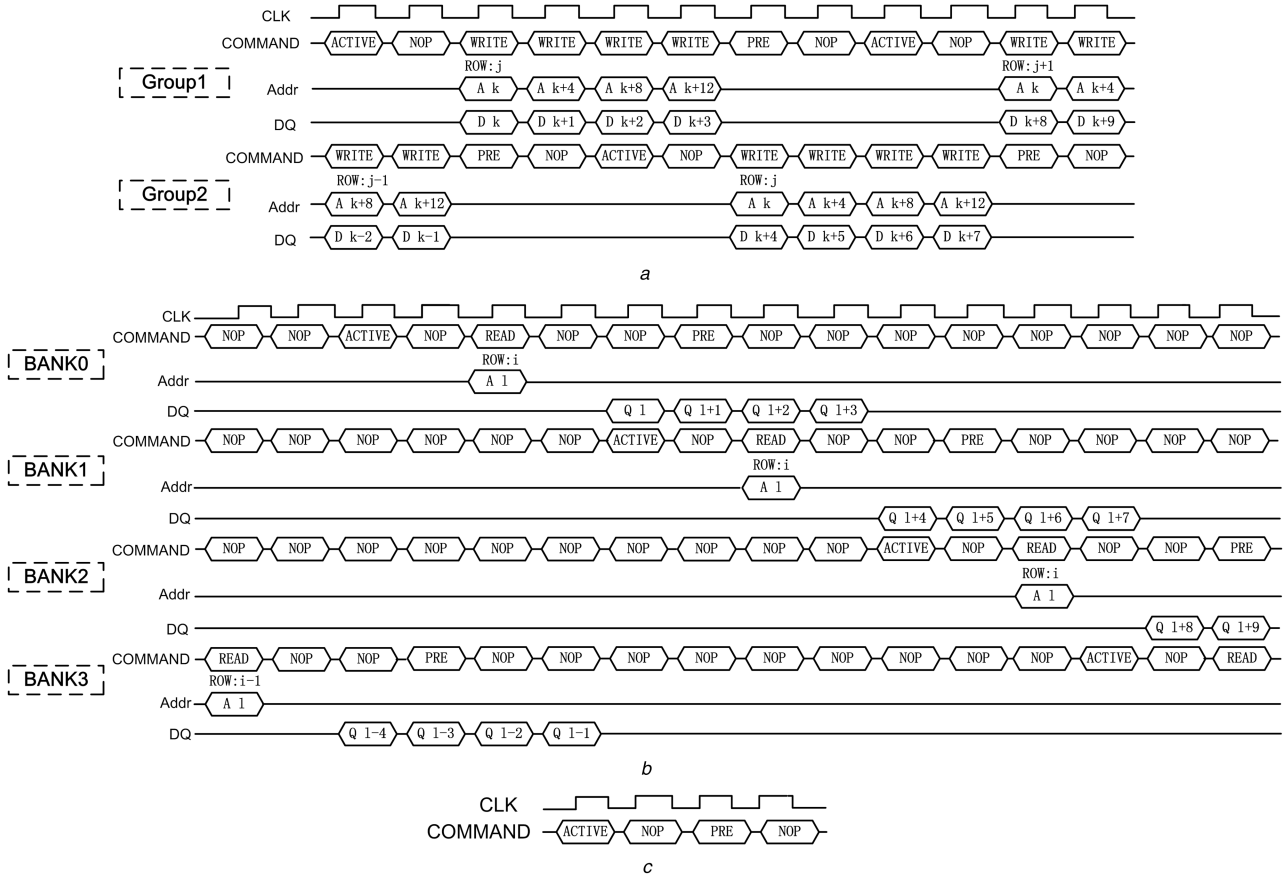 CLK
COMMAND ACTIVE NOP WRITE WRITE WRITE WRITE PRE NOP ACTIVE NOP WRITE WRITE
ROW:j ROW:j+1
Group1 Addr A k A k+4 A k+8 A k+12 A k A k+4
DQ D k D k+1 D k+2 D k+3 D k+8 D k+9
COMMAND WRITE WRITE PRE NOP ACTIVE NOP WRITE WRITE WRITE WRITE PRE NOP
ROW:j-1 ROW:j
Group2 Addr A k+8 A k+12 A k A k+4 A k+8 A k+12
DQ D k-2 D k-1 D k+4 D k+5 D k+6 D k+7
a
CLK
COMMAND NOP NOP ACTIVE NOP READ NOP NOP PRE NOP NOP NOP NOP NOP NOP NOP NOP
ROW:i
BANK0 Addr A l
DQ Q l Q l+1 Q l+2 Q l+3
COMMAND NOP NOP NOP NOP NOP NOP ACTIVE NOP READ NOP NOP PRE NOP NOP NOP NOP
ROW:i
BANK1 Addr A l
DQ Q l+4 Q l+5 Q l+6 Q l+7
COMMAND NOP NOP NOP NOP NOP NOP NOP NOP NOP NOP ACTIVE NOP READ NOP NOP PRE
ROW:i
BANK2 Addr A l
DQ Q l+8 Q l+9
COMMAND READ NOP NOP PRE NOP NOP NOP NOP NOP NOP NOP NOP NOP ACTIVE NOP READ
ROW:i-1
BANK3 Addr A l
DQ Q l-4 Q l-3 Q l-2 Q l-1
b
CLK
COMMAND ACTIVE NOP PRE NOP
c